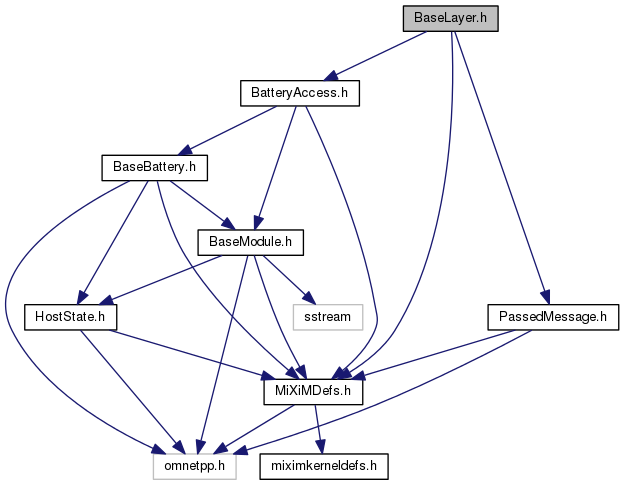 BaseLayer.h
BatteryAccess.h
BaseBattery.h
BaseModule.h
HostState.h
sstream
PassedMessage.h
MiXiMDefs.h
omnetpp.h
miximkerneldefs.h